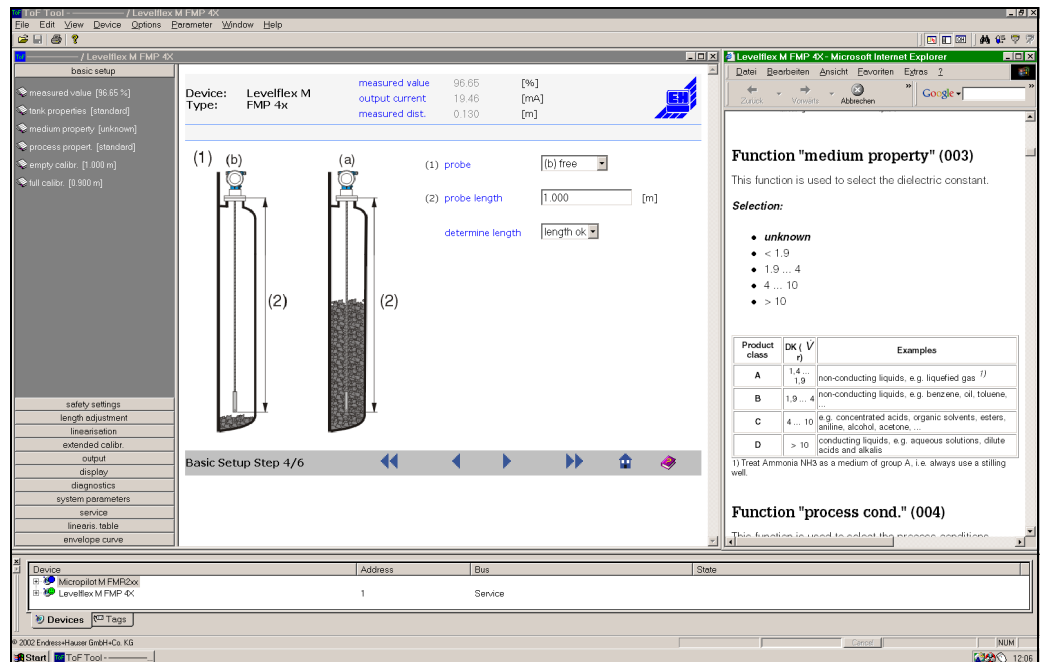 ToF Tool - ———— / Levelflex M FMP 4X
File Edit View Device Options Parameter Window Help
———— / Levelflex M FMP 4X
basic setup
measured value [96.65 %]
tank properties [standard]
medium property [unknown]
process propert. [standard]
empty calibr. [1.000 m]
full calibr. [0.900 m]
safety settings
length adjustment
linearisation
extended calibr.
output
display
diagnostics
system parameters
service
linearis. table
envelope curve
Device: Levelflex M
Type: FMP 4x
measured value 96.65 [%]
output current 19.46 [mA]
measured dist. 0.130 [m]
EH
(1) (b) (a)
(2) (2)
(1) probe (b) free
(2) probe length 1.000 [m]
determine length length ok
Basic Setup Step 4/6
Levelflex M FMP 4X - Microsoft Internet Explorer
Datei Bearbeiten Ansicht Favoriten Extras ?
Zurück Vorwärts Abbrechen Google
Function "medium property" (003)
This function is used to select the dielectric constant.
Selection:
• unknown
• < 1.9
• 1.9 ... 4
• 4 ... 10
• > 10
Product class DK ( V r) Examples
A 1,4 ... 1,9 non-conducting liquids, e.g. liquefied gas 1)
B 1,9 ... 4 non-conducting liquids, e.g. benzene, oil, toluene, ...
C 4 ... 10 e.g. concentrated acids, organic solvents, esters, aniline, alcohol, acetone, ...
D > 10 conducting liquids, e.g. aqueous solutions, dilute acids and alkalis
1) Treat Ammonia NH3 as a medium of group A, i.e. always use a stilling
well.
Function "process cond." (004)
This function is used to select the process conditions
Device Address Bus State
Micropilot M FMR2xx
Levelflex M FMP 4X 1 Service
Devices Tags
© 2002 Endress+Hauser GmbH+Co. KG
Cancel NUM
Start ToF Tool - ———— 12:06